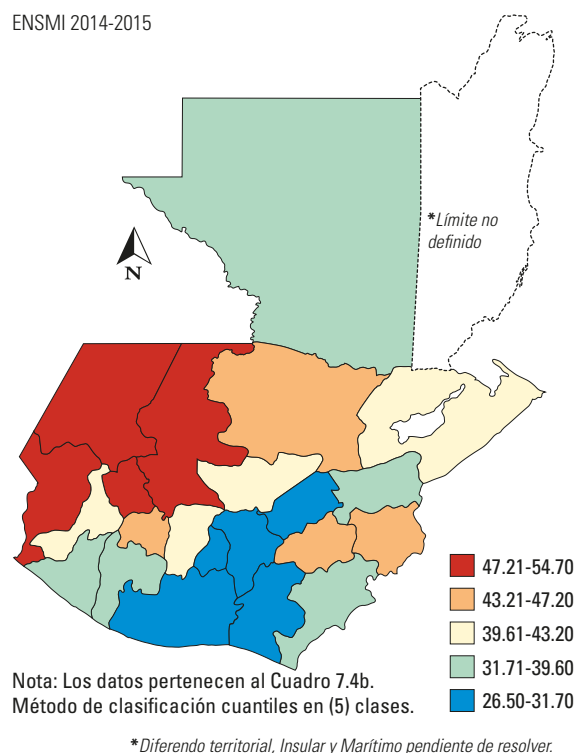 ENSMI 2014-2015
*Límite no
definido
N
47.21-54.70
43.21-47.20
39.61-43.20
31.71-39.60
26.50-31.70
Nota: Los datos pertenecen al Cuadro 7.4b.
Método de clasificación cuantiles en (5) clases.
*Diferendo territorial, Insular y Marítimo pendiente de resolver.